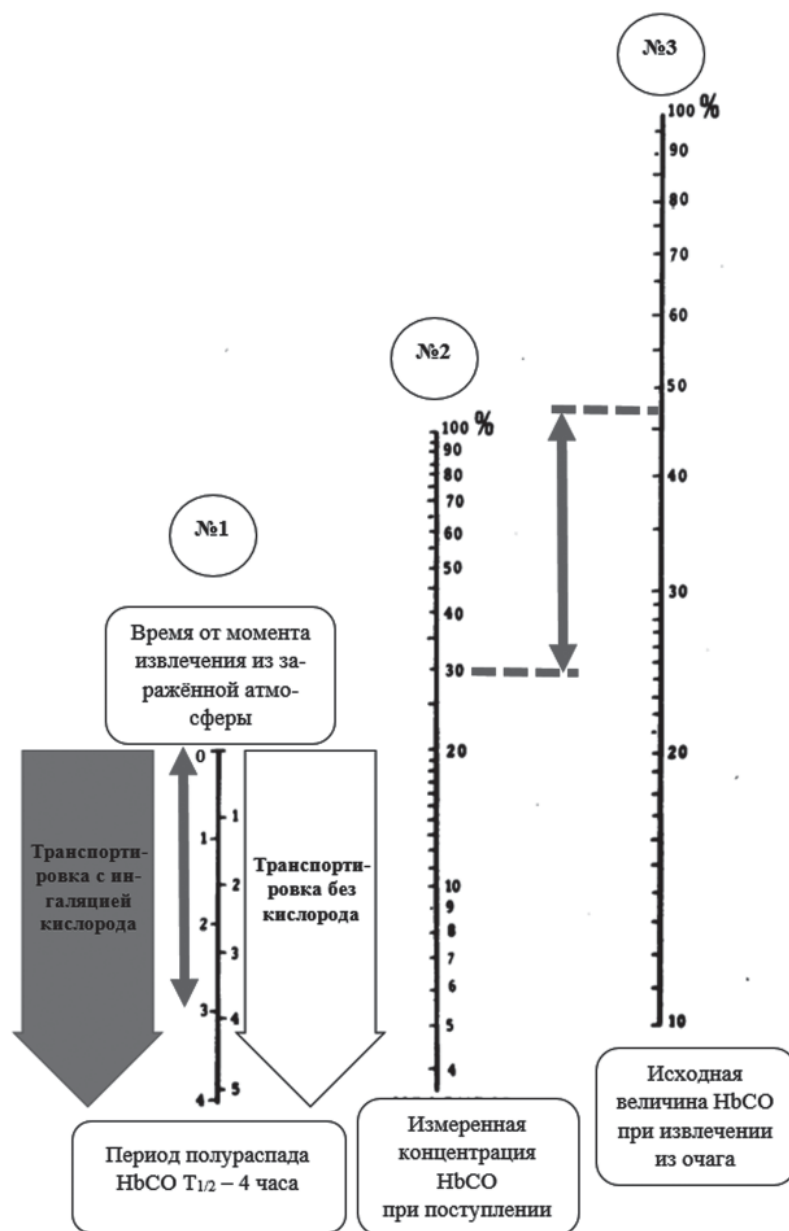 №3
100 %
90
80
70
60
50
40
30
20
10
№2
100 %
90
80
70
60
50
40
30
20
10
9
8
7
6
5
4
№1
Время от момента
извлечения из за-
ражённой атмо-
сферы
0
1
2
3
4
1
2
3
4
5
Транспорти-
ровка с ин-
галяцией
кислорода
Транспорти-
ровка без
кислорода
Период полураспада
HbCO T1/2 – 4 часа
Измеренная
концентрация
HbCO
при поступлении
Исходная
величина HbCO
при извлечении
из очага